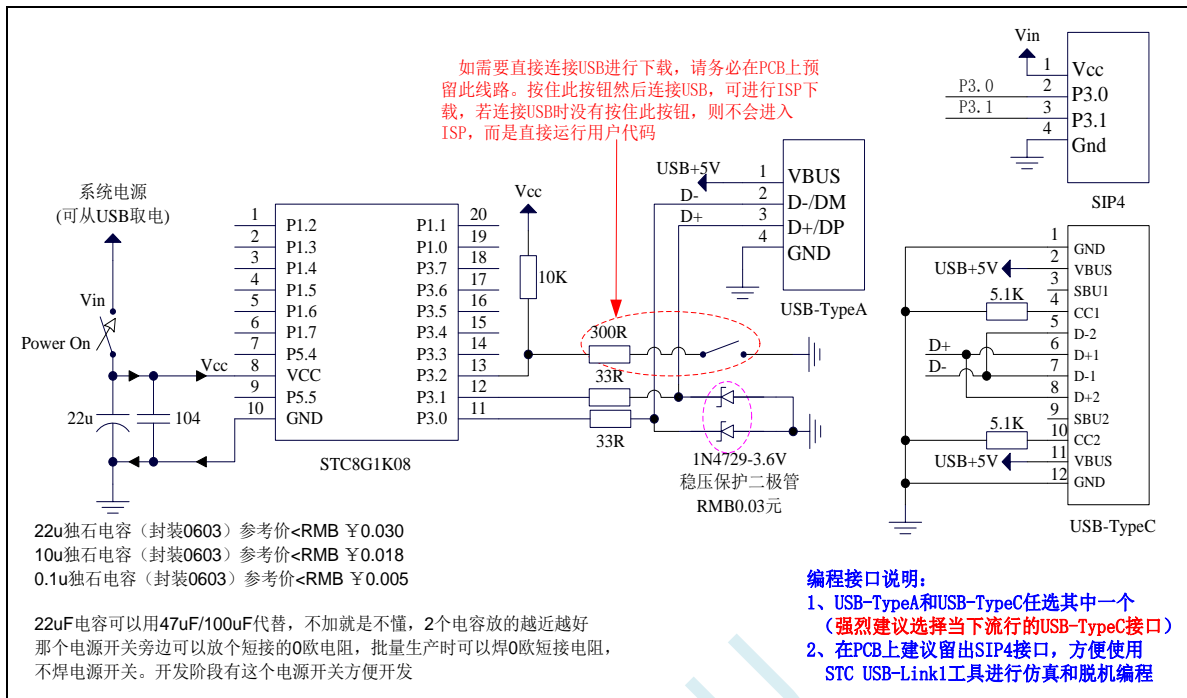 如需要直接连接USB进行下载，请务必在PCB上预
留此线路。按住此按钮然后连接USB，可进行ISP下
载，若连接USB时没有按住此按钮，则不会进入
ISP，而是直接运行用户代码
Vin
1 Vcc
P3.0 2 P3.0
P3.1 3 P3.1
4 Gnd
SIP4
USB+5V 1 VBUS
D- 2 D-/DM
D+ 3 D+/DP
4 GND
USB-TypeA
系统电源
(可从USB取电)
Vin
Power On
Vcc
22u
104
1 P1.2
2 P1.3
3 P1.4
4 P1.5
5 P1.6
6 P1.7
7 P5.4
8 VCC
9 P5.5
10 GND
P1.1 20
P1.0 19
P3.7 18
P3.6 17
P3.5 16
P3.4 15
P3.3 14
P3.2 13
P3.1 12
P3.0 11
STC8G1K08
Vcc
10K
300R
33R
33R
1N4729-3.6V
稳压保护二极管
RMB0.03元
1 GND
USB+5V 2 VBUS
3 SBU1
5.1K 4 CC1
5 D-2
D+ 6 D+1
D- 7 D-1
8 D+2
9 SBU2
5.1K 10 CC2
USB+5V 11 VBUS
12 GND
USB-TypeC
22u独石电容（封装0603）参考价<RMB ￥0.030
10u独石电容（封装0603）参考价<RMB ￥0.018
0.1u独石电容（封装0603）参考价<RMB ￥0.005
22uF电容可以用47uF/100uF代替，不加就是不懂，2个电容放的越近越好
那个电源开关旁边可以放个短接的0欧电阻，批量生产时可以焊0欧短接电阻，
不焊电源开关。开发阶段有这个电源开关方便开发
编程接口说明：
1、USB-TypeA和USB-TypeC任选其中一个
（强烈建议选择当下流行的USB-TypeC接口）
2、在PCB上建议留出SIP4接口，方便使用
STC USB-Link1工具进行仿真和脱机编程